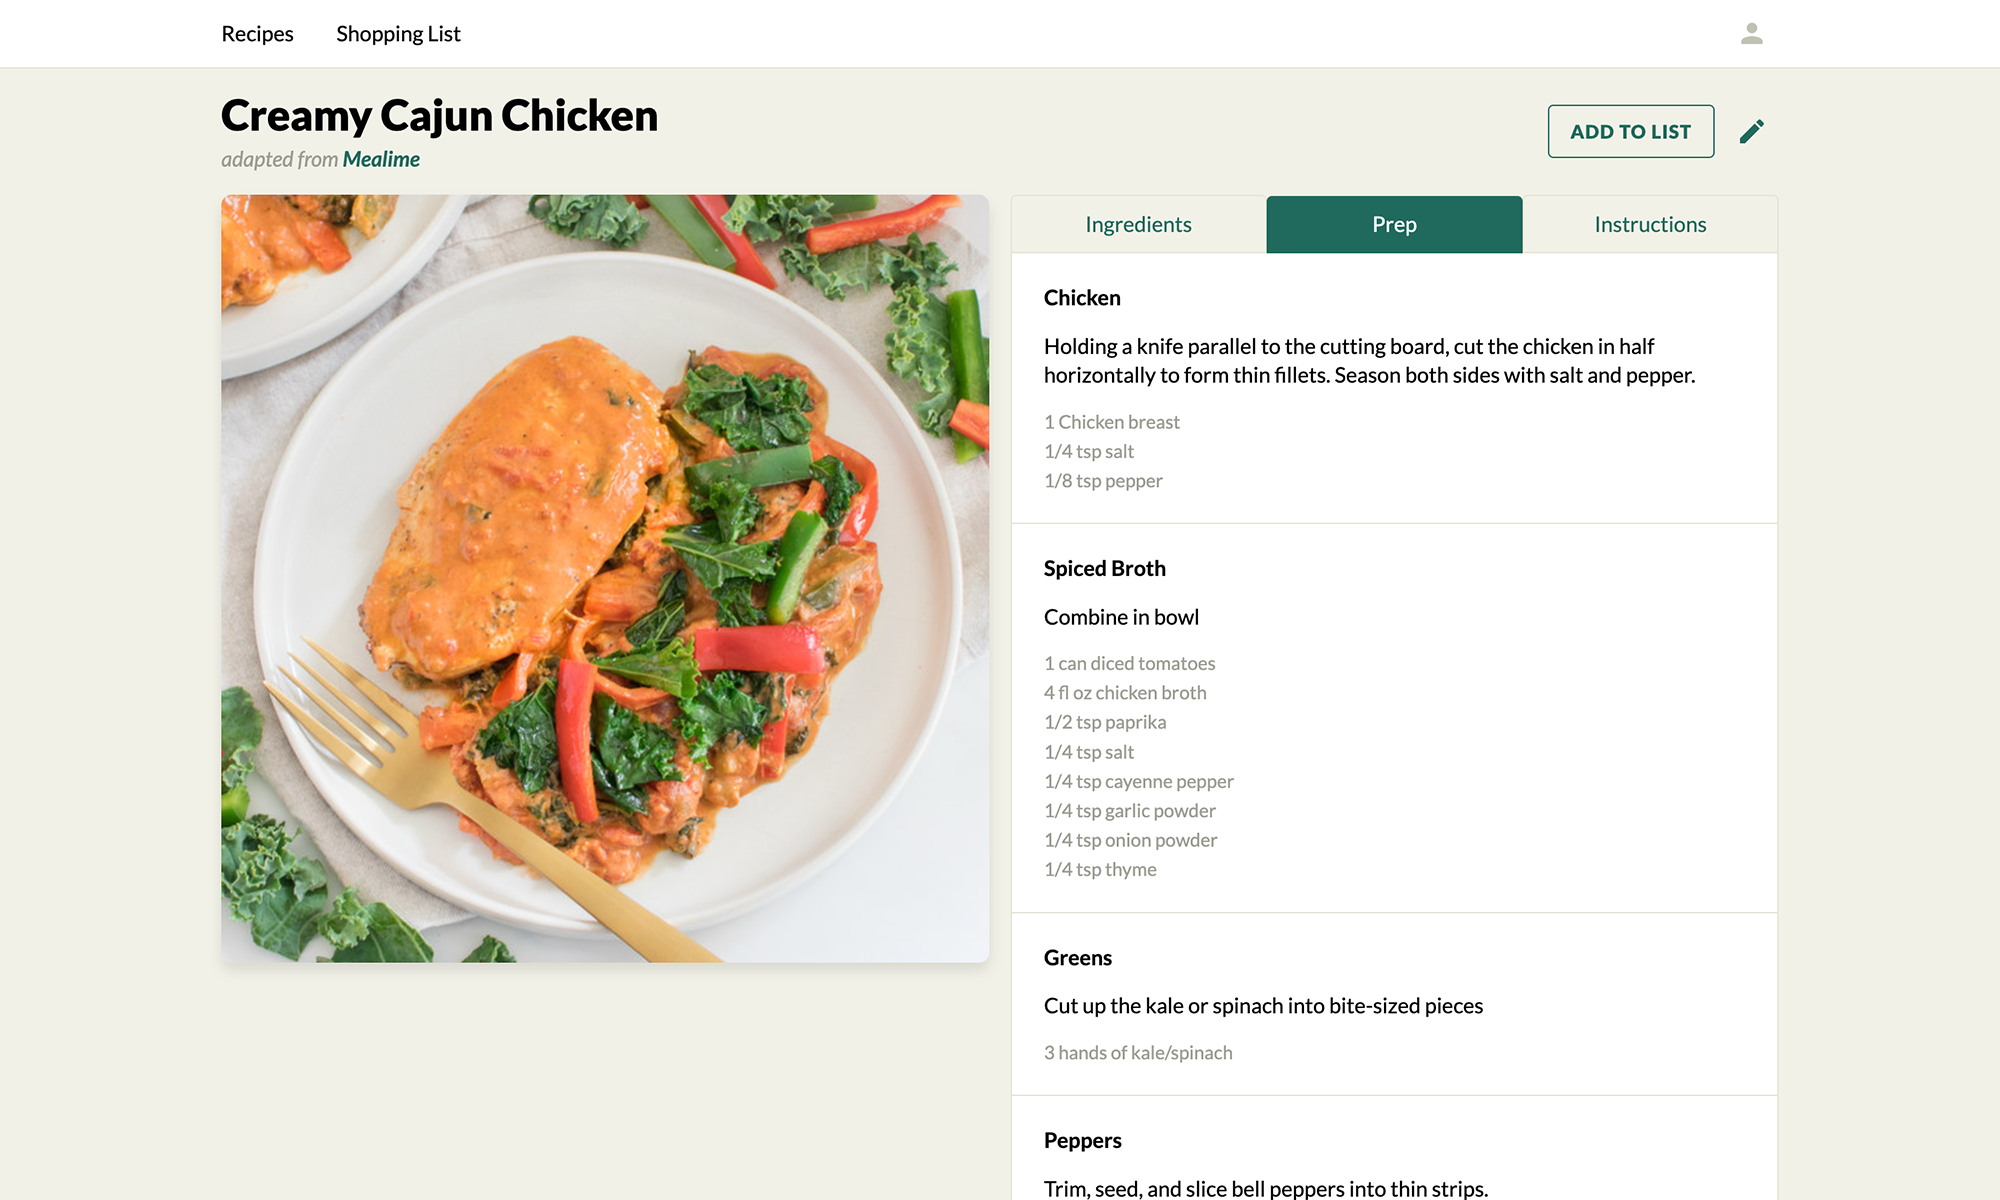 Recipes
Shopping List
Creamy Cajun Chicken
adapted from Mealime
ADD TO LIST
Ingredients
Prep
Instructions
Chicken
Holding a knife parallel to the cutting board, cut the chicken in half
horizontally to form thin fillets. Season both sides with salt and pepper.
1 Chicken breast
1/4 tsp salt
1/8 tsp pepper
Spiced Broth
Combine in bowl
1 can diced tomatoes
4 fl oz chicken broth
1/2 tsp paprika
1/4 tsp salt
1/4 tsp cayenne pepper
1/4 tsp garlic powder
1/4 tsp onion powder
1/4 tsp thyme
Greens
Cut up the kale or spinach into bite-sized pieces
3 hands of kale/spinach
Peppers
Trim, seed, and slice bell peppers into thin strips.